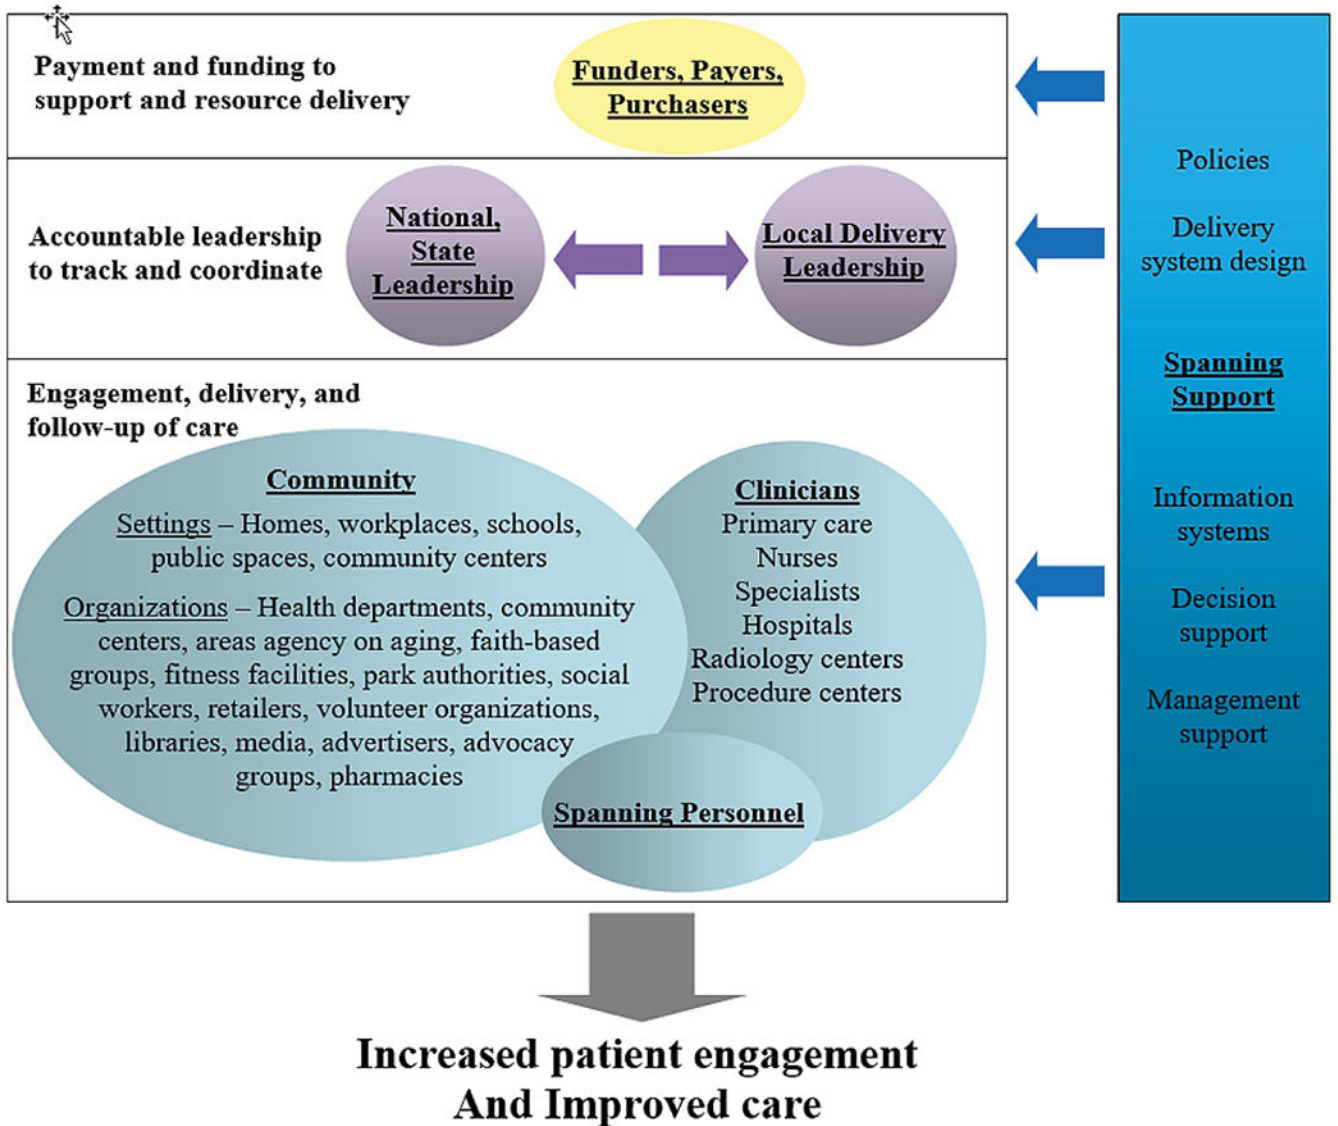 Payment and funding to
support and resource delivery
Funders, Payers,
Purchasers
Accountable leadership
to track and coordinate
National,
State
Leadership
Local Delivery
Leadership
Engagement, delivery, and
follow-up of care
Community
Settings – Homes, workplaces, schools,
public spaces, community centers
Organizations – Health departments, community
centers, areas agency on aging, faith-based
groups, fitness facilities, park authorities, social
workers, retailers, volunteer organizations,
libraries, media, advertisers, advocacy
groups, pharmacies
Clinicians
Primary care
Nurses
Specialists
Hospitals
Radiology centers
Procedure centers
Spanning Personnel
Policies
Delivery
system design
Spanning
Support
Information
systems
Decision
support
Management
support
Increased patient engagement
And Improved care